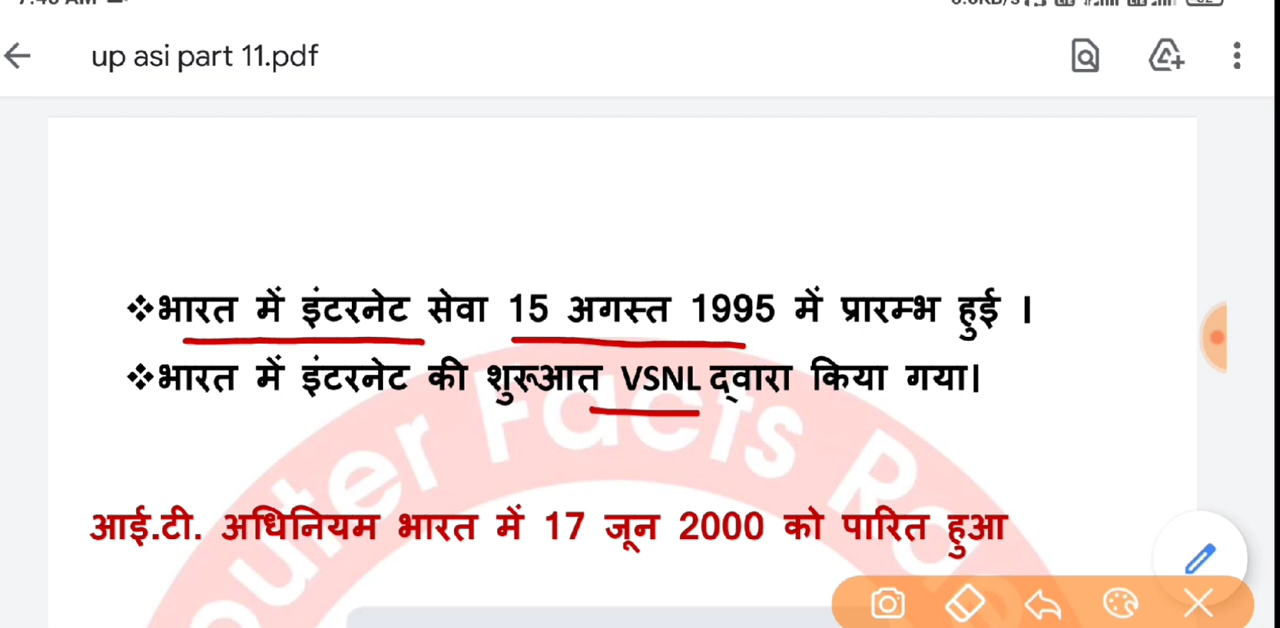 up asi part 11.pdf
❖भारत में इंटरनेट सेवा 15 अगस्त 1995 में प्रारम्भ हुई ।
❖भारत में इंटरनेट की शुरूआत VSNL द्वारा किया गया|
आई.टी. अधिनियम भारत में 17 जून 2000 को पारित हुआ